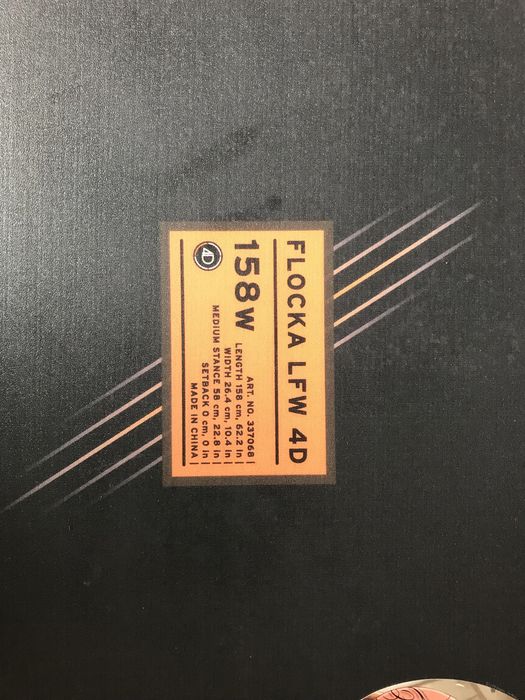 FLOCKA LFW 4D
158W
ART. NO. 337068
LENGTH 158 cm, 62.2 in
WIDTH 26.4 cm, 10.4 in
MEDIUM STANCE 58 cm, 22.8 in
SETBACK 0 cm, 0 in
MADE IN CHINA
4D